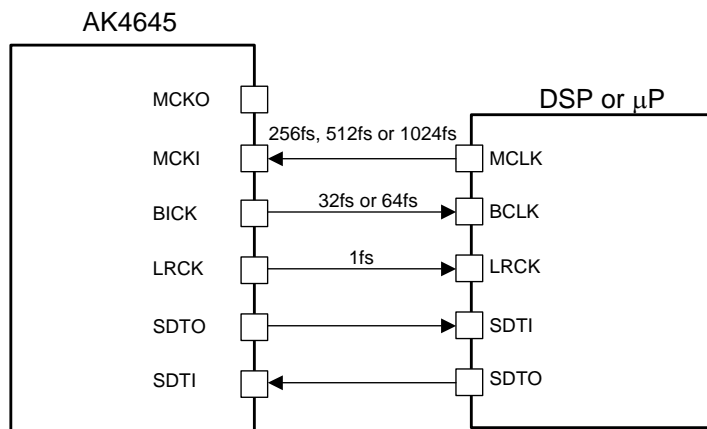 AK4645
DSP or μP
MCKO
256fs, 512fs or 1024fs
MCKI
MCLK
32fs or 64fs
BICK
BCLK
1fs
LRCK
LRCK
SDTO
SDTI
SDTI
SDTO